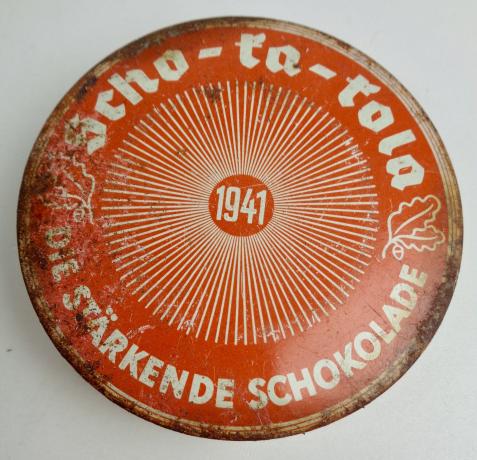 Scho-ka-kola
1941
DIE STÄRKENDE SCHOKOLADE